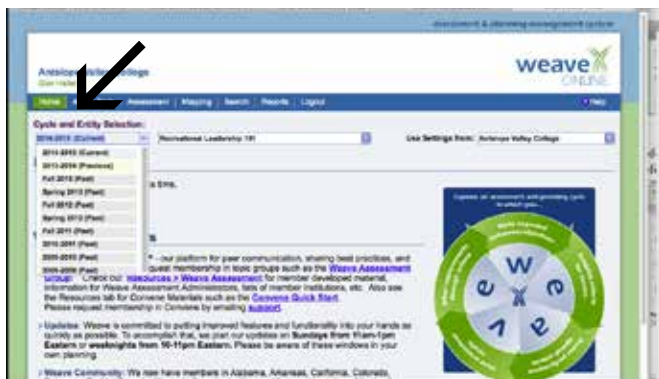 assessment & planning management system
weave
ONLINE
Antelope Valley College
Home Assessment | Mapping | Search | Reports | Logout Help
Cycle and Entity Selection:
2014-2015 (Current) Recreational Leadership 101 Use Settings from: Antelope Valley College
2014-2015 (Current)
2013-2014 (Previous)
Fall 2013 (Past)
Spring 2013 (Past)
Fall 2012 (Past)
Spring 2012 (Past)
Fall 2011 (Past)
2010-2011 (Past)
2009-2010 (Past)
2008-2009 (Past)
s time.
- our platform for peer communication, sharing best practices, and
quest membership in topic groups such as the Weave Assessment
Group. Check out Resources > Weave Assessment for member developed material,
information for Weave Assessment Administrators, lists of member institutions, etc. Also see
the Resources tab for Convene Materials such as the Convene Quick Start.
Please request membership in Convene by emailing support.
› Updates: Weave is committed to putting improved features and functionality into your hands as
quickly as possible. To accomplish that, we post our updates on Sundays from 11am-1pm
Eastern or weeknights from 10-11pm Eastern. Please be aware of these windows in your
own planning.
› Weave Community: We now have members in Alabama, Arkansas, California, Colorado,
W
e
a
v
e